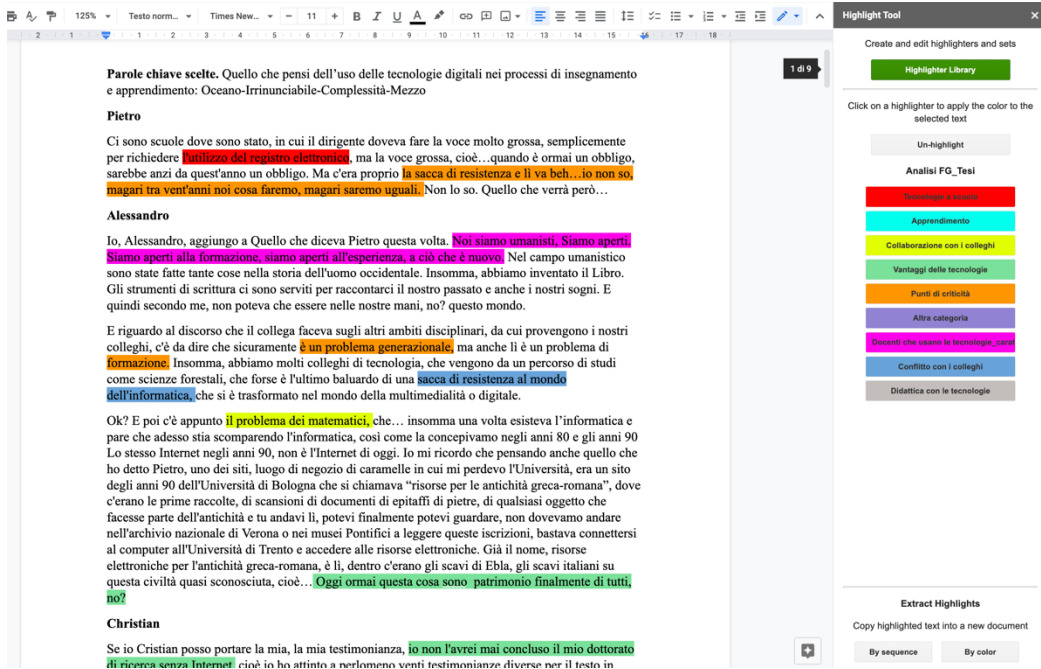 125% Testo norm... Times New... − 11 + B I U A
Highlight Tool ×
2 1 1 2 3 4 5 6 7 8 9 10 11 12 13 14 15 16 17 18
Create and edit highlighters and sets
Highlighter Library
1 di 9
Click on a highlighter to apply the color to the
selected text
Un-highlight
Analisi FG_Tesi
Tecnologie a scuola
Apprendimento
Collaborazione con i colleghi
Vantaggi delle tecnologie
Punti di criticità
Altra categoria
Docenti che usano le tecnologie_carat
Conflitto con i colleghi
Didattica con le tecnologie
Extract Highlights
Copy highlighted text into a new document
By sequence By color
Parole chiave scelte. Quello che pensi dell’uso delle tecnologie digitali nei processi di insegnamento
e apprendimento: Oceano-Irrinunciabile-Complessità-Mezzo
Pietro
Ci sono scuole dove sono stato, in cui il dirigente doveva fare la voce molto grossa, semplicemente
per richiedere l'utilizzo del registro elettronico, ma la voce grossa, cioè…quando è ormai un obbligo,
sarebbe anzi da quest'anno un obbligo. Ma c'era proprio la sacca di resistenza e lì va beh…io non so,
magari tra vent'anni noi cosa faremo, magari saremo uguali. Non lo so. Quello che verrà però…
Alessandro
Io, Alessandro, aggiungo a Quello che diceva Pietro questa volta. Noi siamo umanisti, Siamo aperti.
Siamo aperti alla formazione, siamo aperti all'esperienza, a ciò che è nuovo. Nel campo umanistico
sono state fatte tante cose nella storia dell'uomo occidentale. Insomma, abbiamo inventato il Libro.
Gli strumenti di scrittura ci sono serviti per raccontarci il nostro passato e anche i nostri sogni. E
quindi secondo me, non poteva che essere nelle nostre mani, no? questo mondo.
E riguardo al discorso che il collega faceva sugli altri ambiti disciplinari, da cui provengono i nostri
colleghi, c'è da dire che sicuramente è un problema generazionale, ma anche lì è un problema di
formazione. Insomma, abbiamo molti colleghi di tecnologia, che vengono da un percorso di studi
come scienze forestali, che forse è l'ultimo baluardo di una sacca di resistenza al mondo
dell'informatica, che si è trasformato nel mondo della multimedialità o digitale.
Ok? E poi c'è appunto il problema dei matematici, che… insomma una volta esisteva l’informatica e
pare che adesso stia scomparendo l'informatica, così come la concepivamo negli anni 80 e gli anni 90
Lo stesso Internet negli anni 90, non è l'Internet di oggi. Io mi ricordo che pensando anche quello che
ho detto Pietro, uno dei siti, luogo di negozio di caramelle in cui mi perdevo l'Università, era un sito
degli anni 90 dell'Università di Bologna che si chiamava “risorse per le antichità greca-romana”, dove
c'erano le prime raccolte, di scansioni di documenti di epitaffi di pietre, di qualsiasi oggetto che
facesse parte dell'antichità e tu andavi lì, potevi finalmente potevi guardare, non dovevamo andare
nell'archivio nazionale di Verona o nei musei Pontifici a leggere queste iscrizioni, bastava connettersi
al computer all'Università di Trento e accedere alle risorse elettroniche. Già il nome, risorse
elettroniche per l'antichità greca-romana, è lì, dentro c'erano gli scavi di Ebla, gli scavi italiani su
questa civiltà quasi sconosciuta, cioè… Oggi ormai questa cosa sono patrimonio finalmente di tutti,
no?
Christian
Se io Cristian posso portare la mia, la mia testimonianza, io non l'avrei mai concluso il mio dottorato
di ricerca senza Internet, cioè io ho attinto a perlomeno venti testimonianze diverse per il testo in